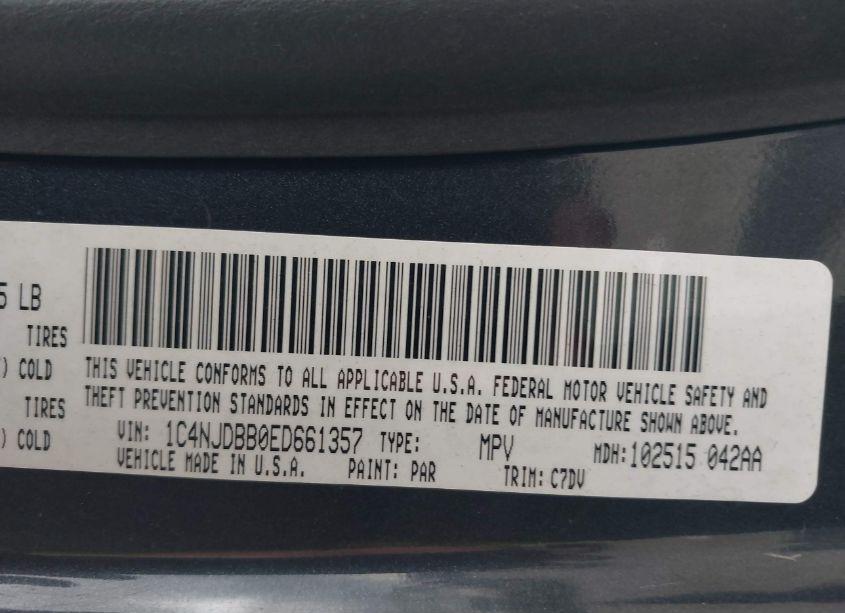 5 LB
TIRES
) COLD
TIRES
) COLD
THIS VEHICLE CONFORMS TO ALL APPLICABLE U.S.A. FEDERAL MOTOR VEHICLE SAFETY AND
THEFT PREVENTION STANDARDS IN EFFECT ON THE DATE OF MANUFACTURE SHOWN ABOVE.
VIN: 1C4NJDBB0ED661357 TYPE: MPV MDH:102515 042AA
VEHICLE MADE IN U.S.A. PAINT: PAR TRIM: C7DV